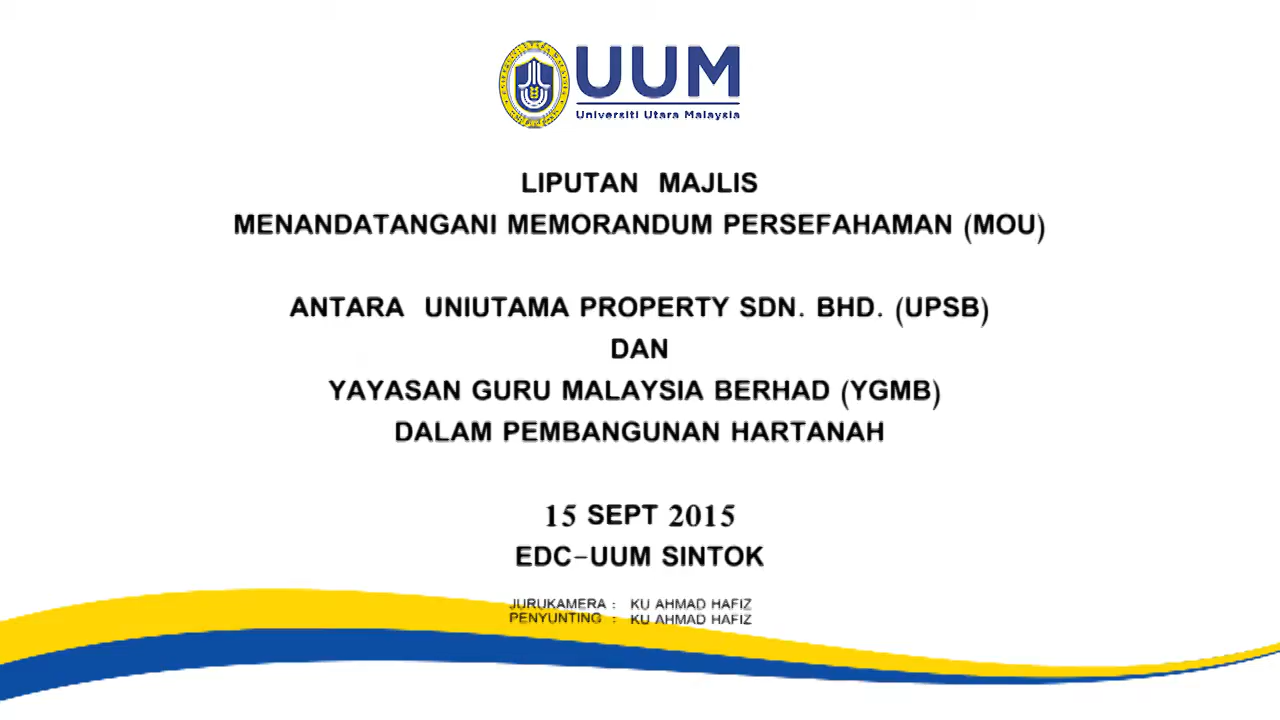 UUM
Universiti Utara Malaysia
LIPUTAN MAJLIS
MENANDATANGANI MEMORANDUM PERSEFAHAMAN (MOU)
ANTARA UNIUTAMA PROPERTY SDN. BHD. (UPSB)
DAN
YAYASAN GURU MALAYSIA BERHAD (YGMB)
DALAM PEMBANGUNAN HARTANAH
15 SEPT 2015
EDC-UUM SINTOK
JURUKAMERA : KU AHMAD HAFIZ
PENYUNTING : KU AHMAD HAFIZ